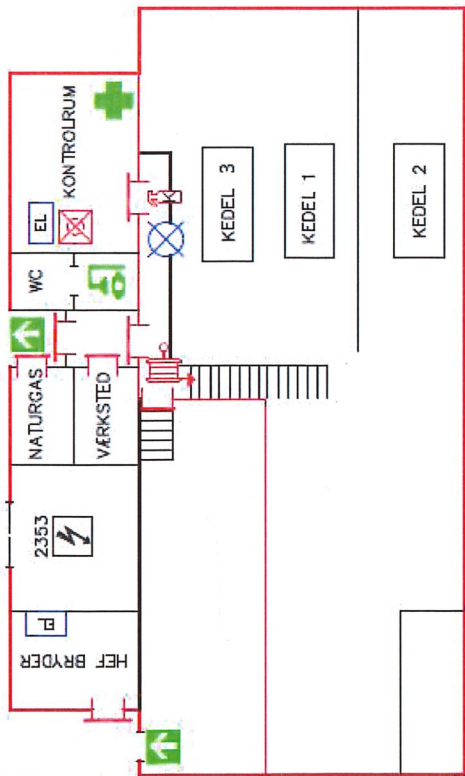 KONTROLRUM
EL
WC
NATURGAS
VÆRKSTED
2353
EL
HEF BRYDER
KEDEL 3
KEDEL 1
KEDEL 2
K